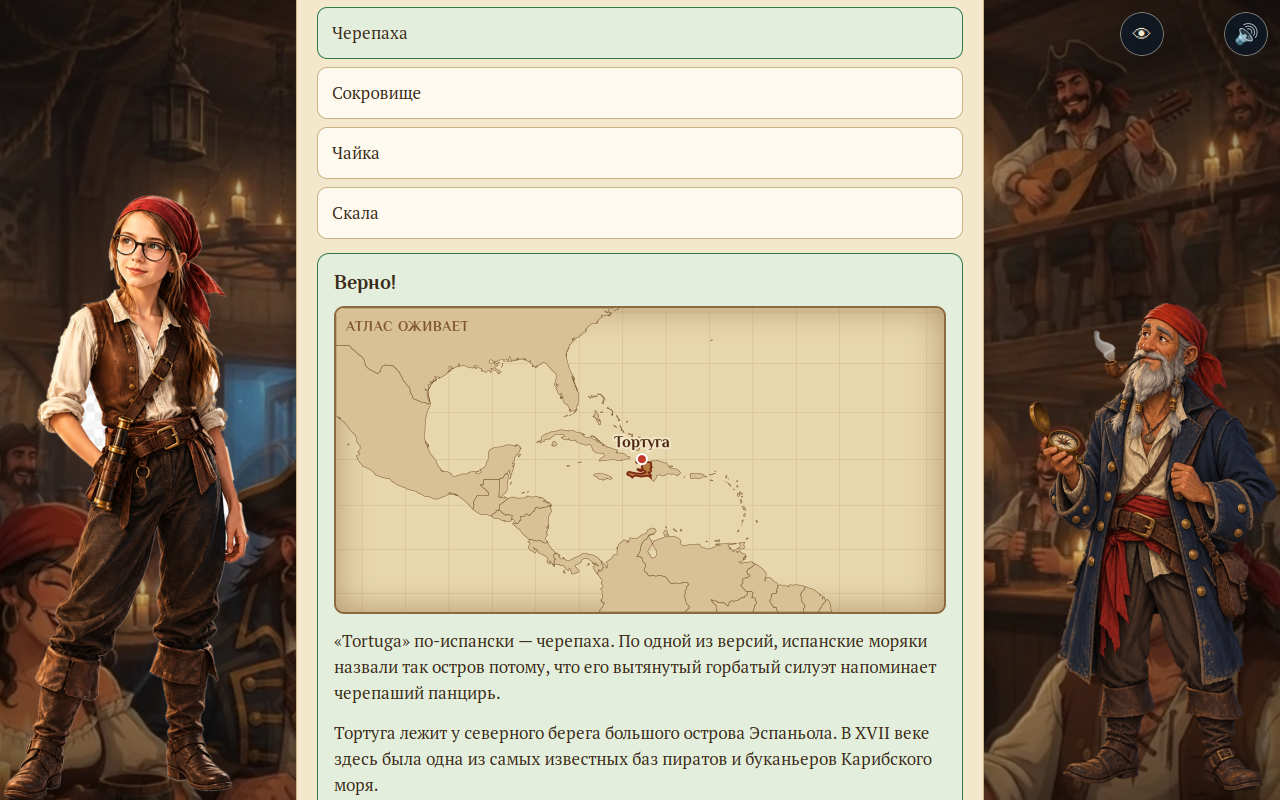 Черепаха
Сокровище
Чайка
Скала
Верно!
АТЛАС ОЖИВАЕТ
Тортуга
«Tortuga» по-испански — черепаха. По одной из версий, испанские моряки
назвали так остров потому, что его вытянутый горбатый силуэт напоминает
черепаший панцирь.
Тортуга лежит у северного берега большого острова Эспаньола. В XVII веке
здесь была одна из самых известных баз пиратов и буканьеров Карибского
моря.